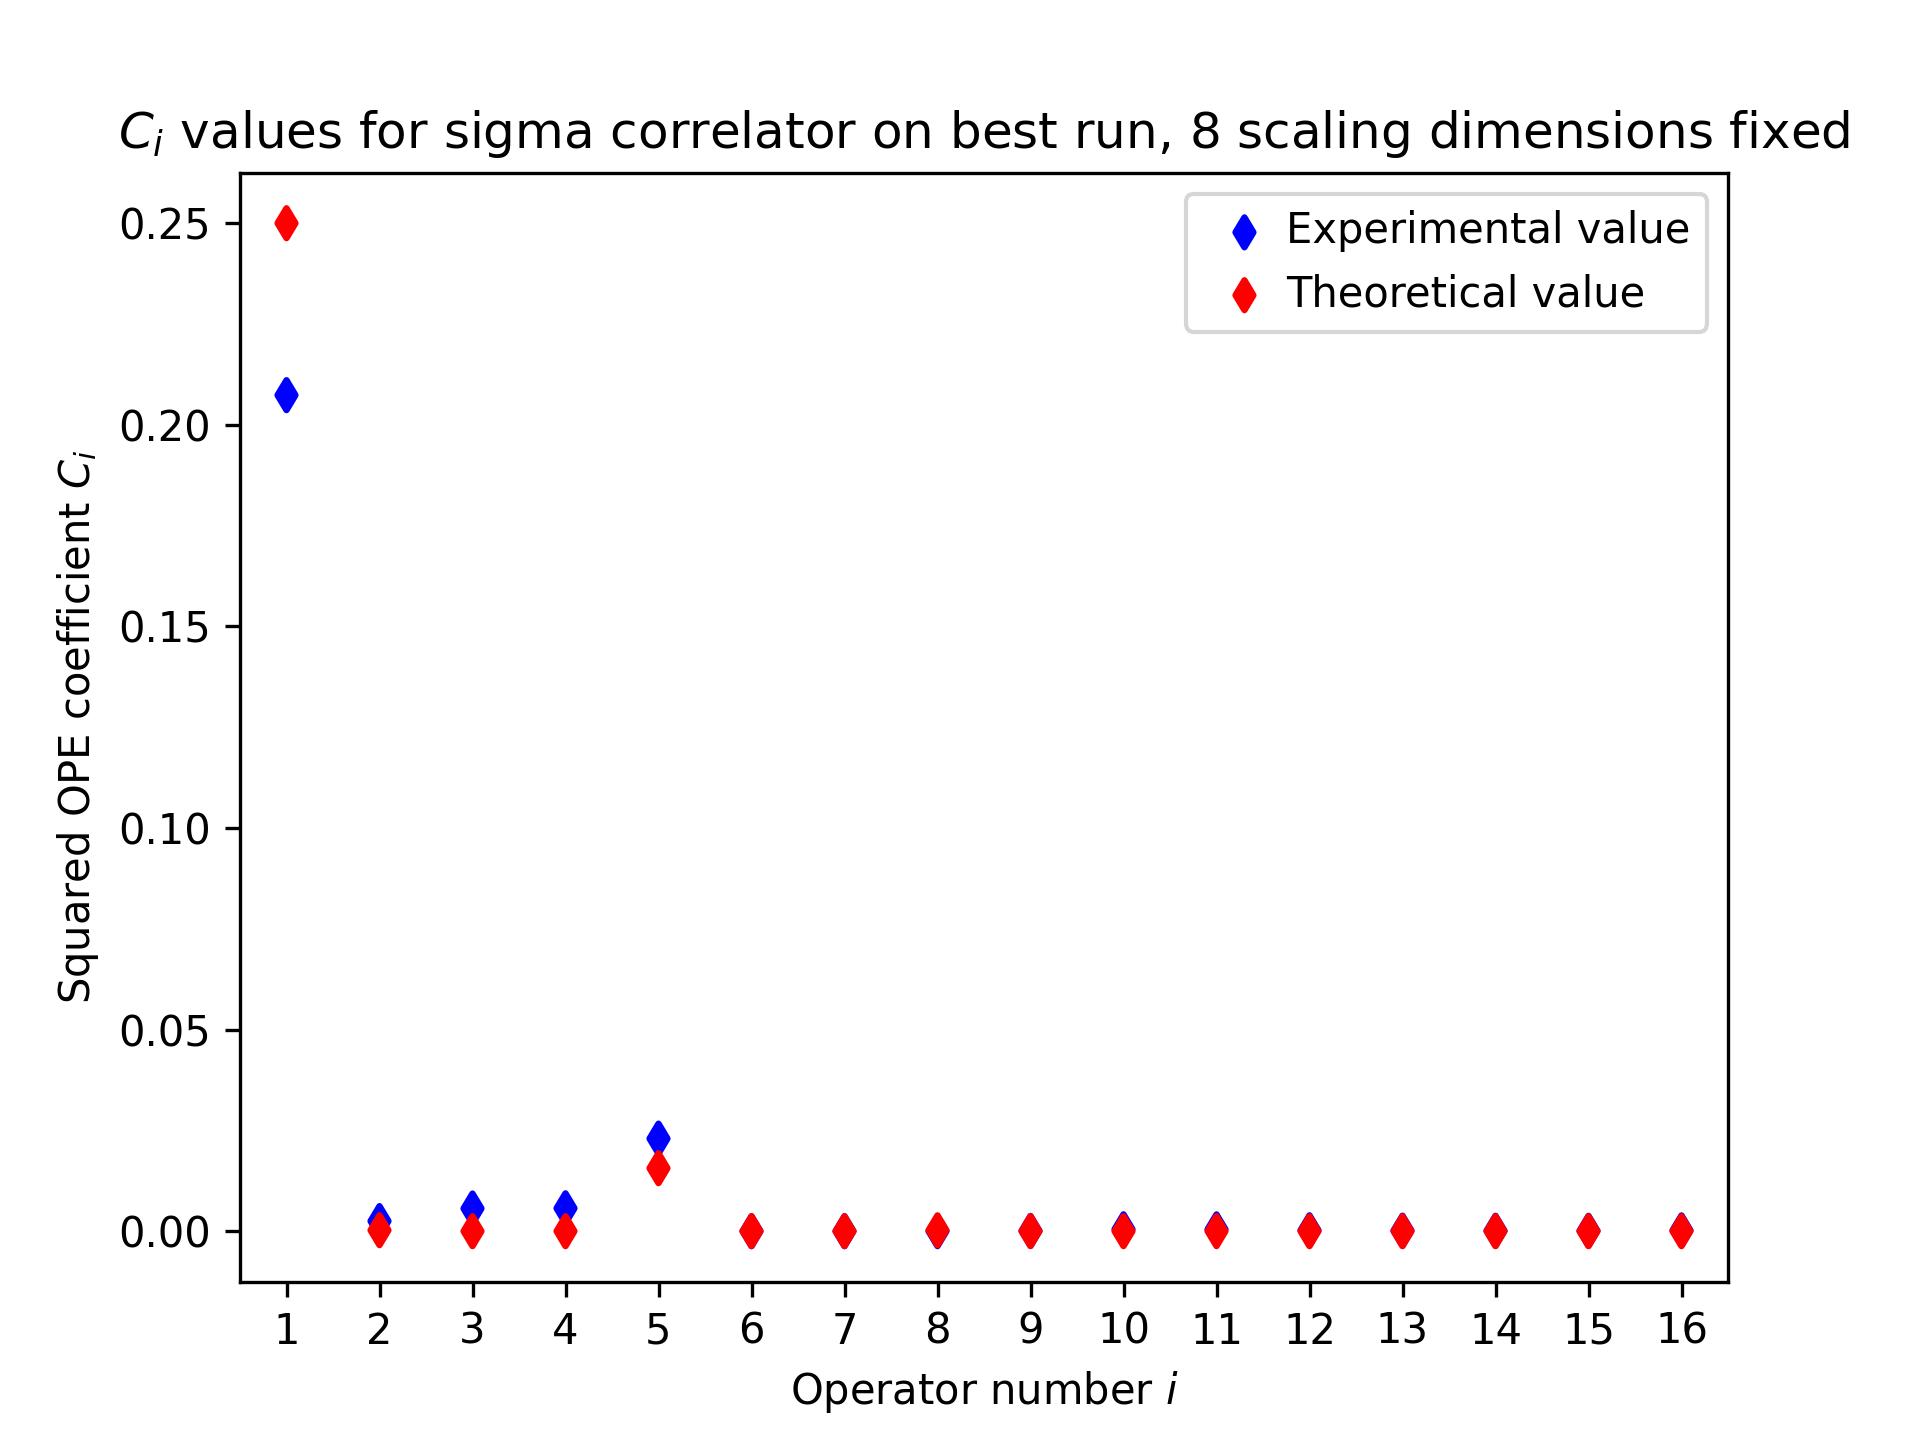 C_i values for sigma correlator on best run, 8 scaling dimensions fixed
Experimental value
Theoretical value
0.25
0.20
0.15
0.10
0.05
0.00
Squared OPE coefficient C_i
1 2 3 4 5 6 7 8 9 10 11 12 13 14 15 16
Operator number i